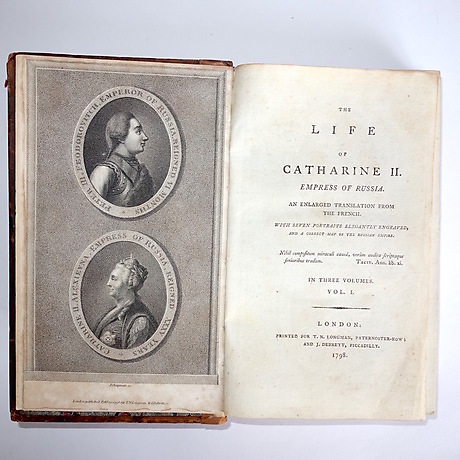 PETER III. FEODOROVITCH EMPEROR OF RUSSIA, REIGNED VI MONTHS
CATHARINE II. ALEXIEVNA EMPRESS OF RUSSIA, REIGNED XXXV YEARS
THE
LIFE
OF
CATHARINE II.
EMPRESS OF RUSSIA.
AN ENLARGED TRANSLATION FROM
THE FRENCH.
WITH SEVEN PORTRAITS ELEGANTLY ENGRAVED,
AND A CORRECT MAP OF THE RUSSIAN EMPIRE.
Nihil compositum miraculi causâ, verùm audita scriptaque
senioribus tradam. TACIT. Ann. lib. xi.
IN THREE VOLUMES.
VOL. I.
LONDON:
PRINTED FOR T. N. LONGMAN, PATERNOSTER-ROW;
AND J. DEBRETT, PICCADILLY.
1798.